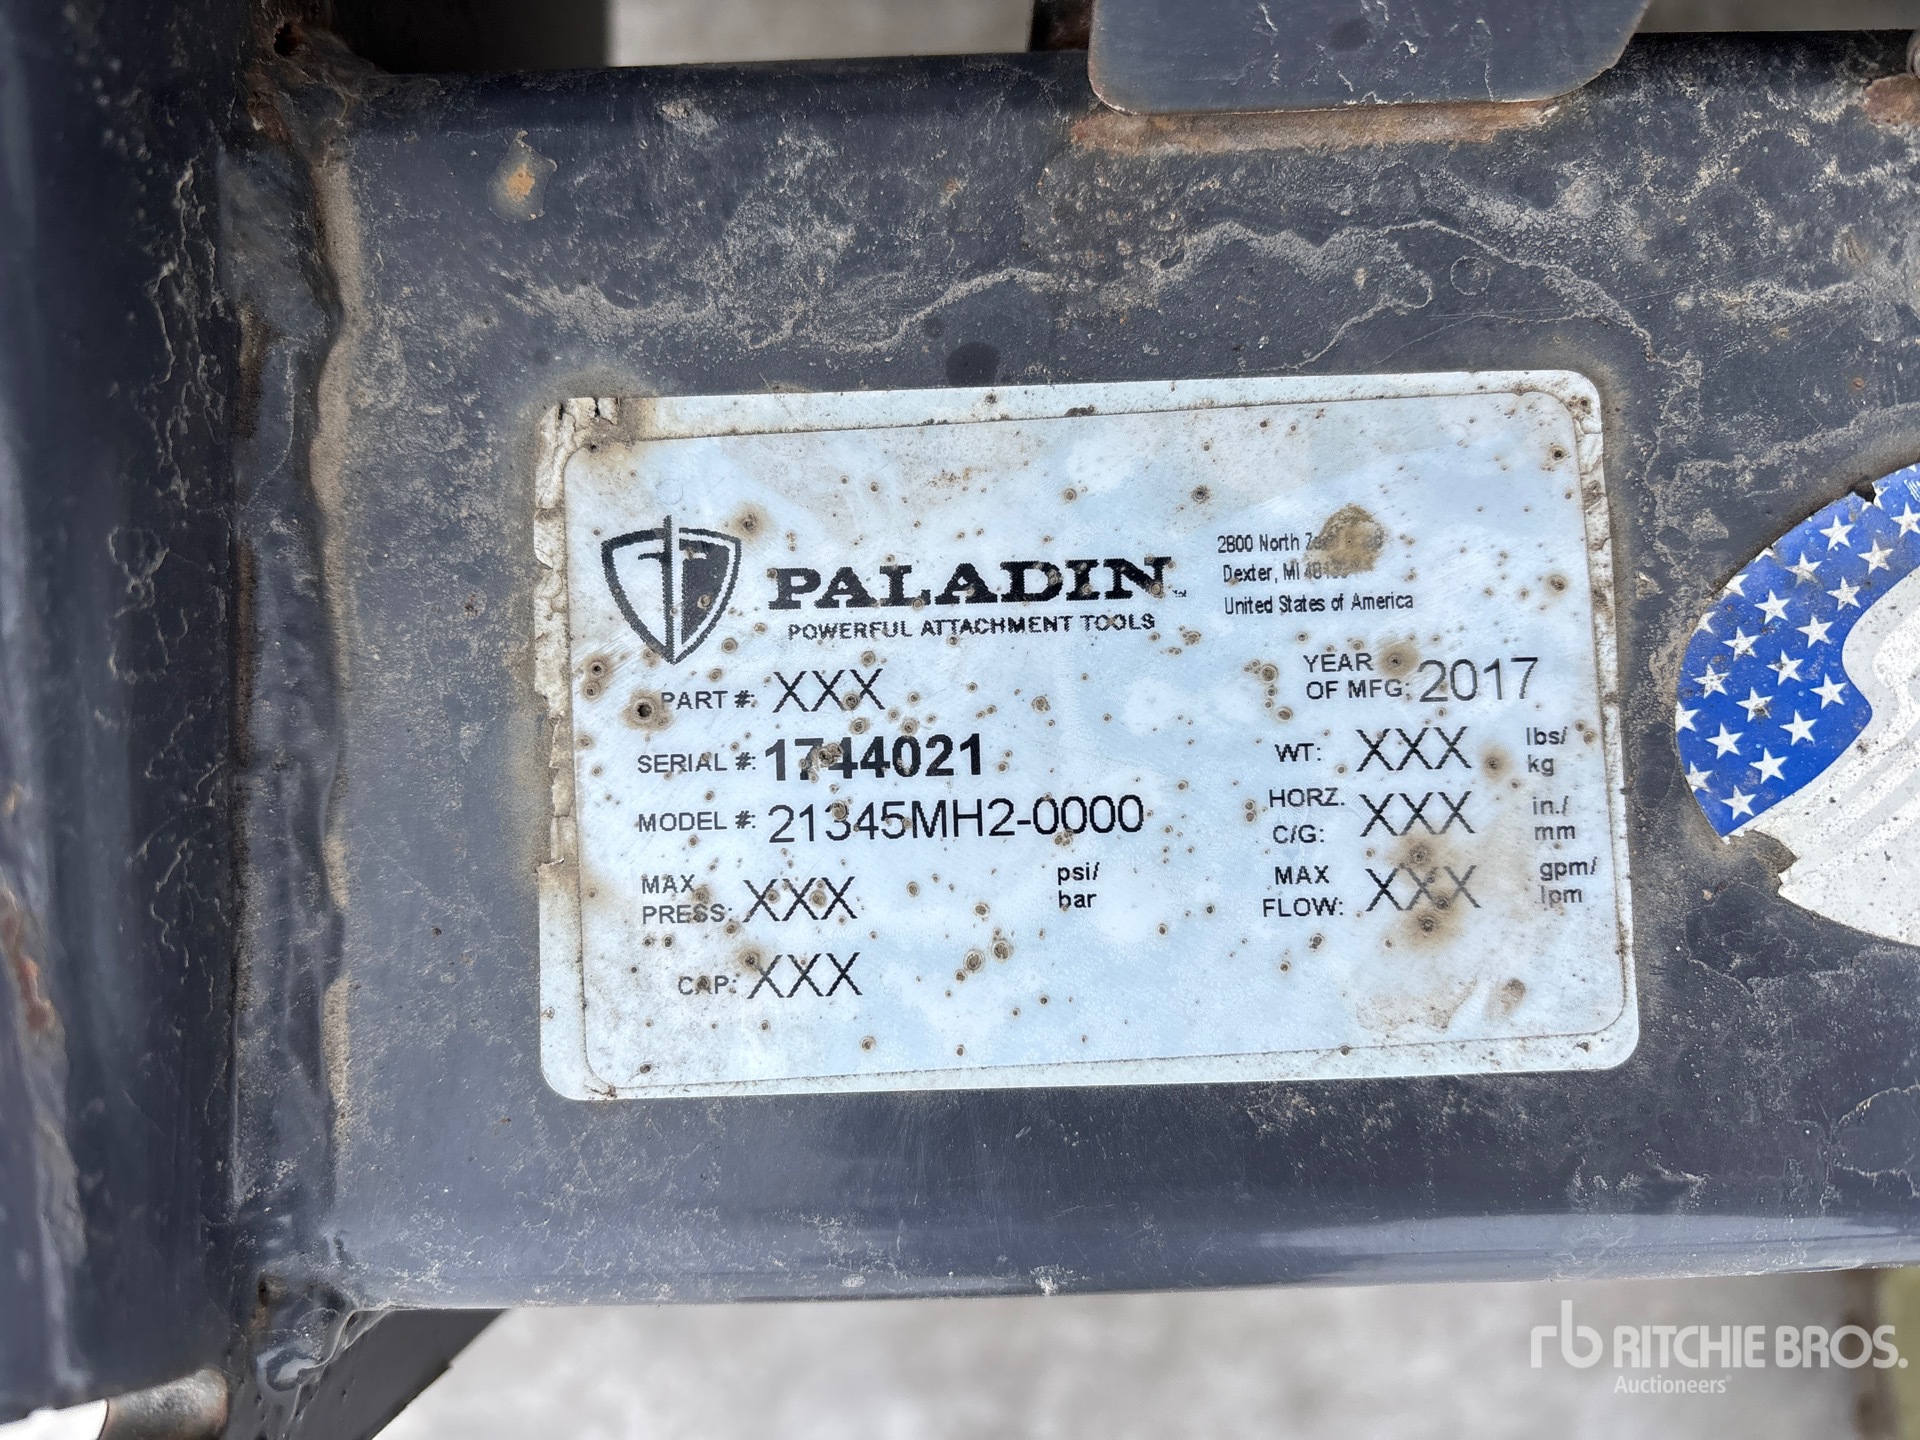 PALADIN
POWERFUL ATTACHMENT TOOLS
2800 North
Dexter, MI
United States of America
PART #: XXX
YEAR OF MFG: 2017
SERIAL #: 1744021
WT: XXX lbs/ kg
MODEL #: 21345MH2-0000
HORZ. C/G: XXX in./ mm
MAX PRESS: XXX psi/ bar
MAX FLOW: XXX gpm/ lpm
CAP: XXX
rb RITCHIE BROS.
Auctioneers